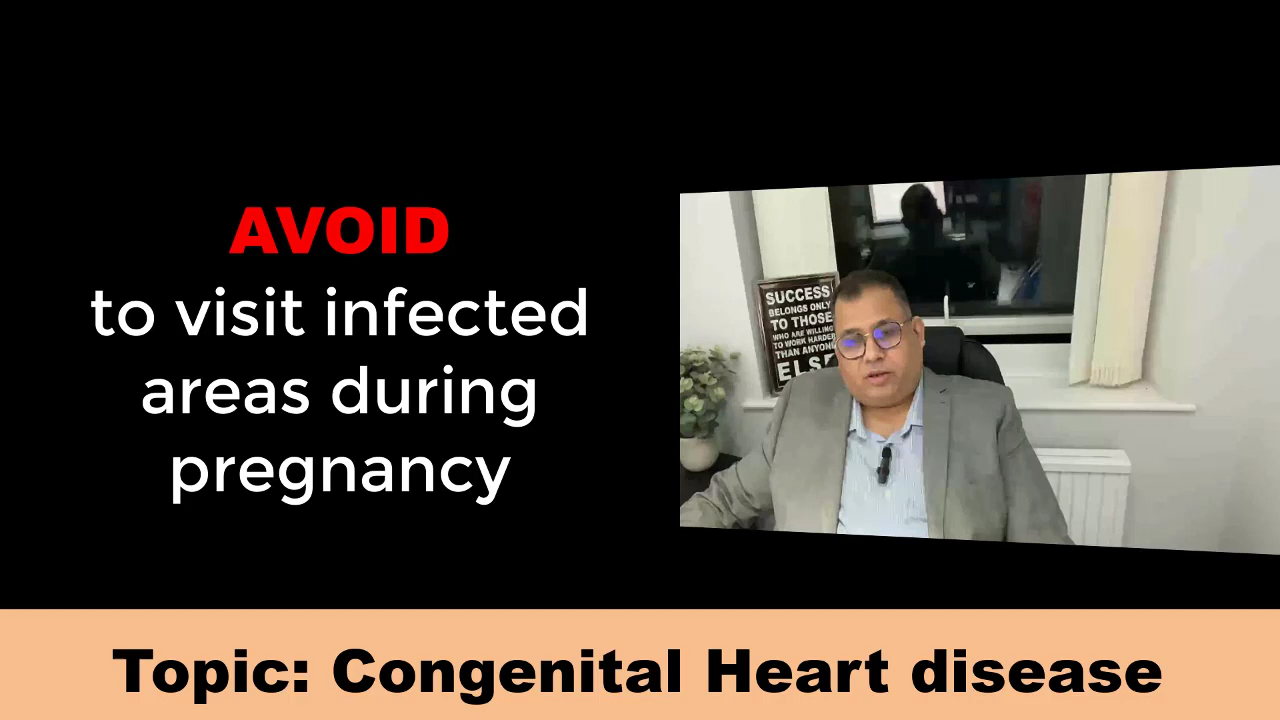 AVOID
to visit infected
areas during
pregnancy
SUCCESS
BELONGS ONLY
TO THOSE
WHO ARE WILLING
TO WORK HARDER
THAN ANYONE
ELSE
Topic: Congenital Heart disease